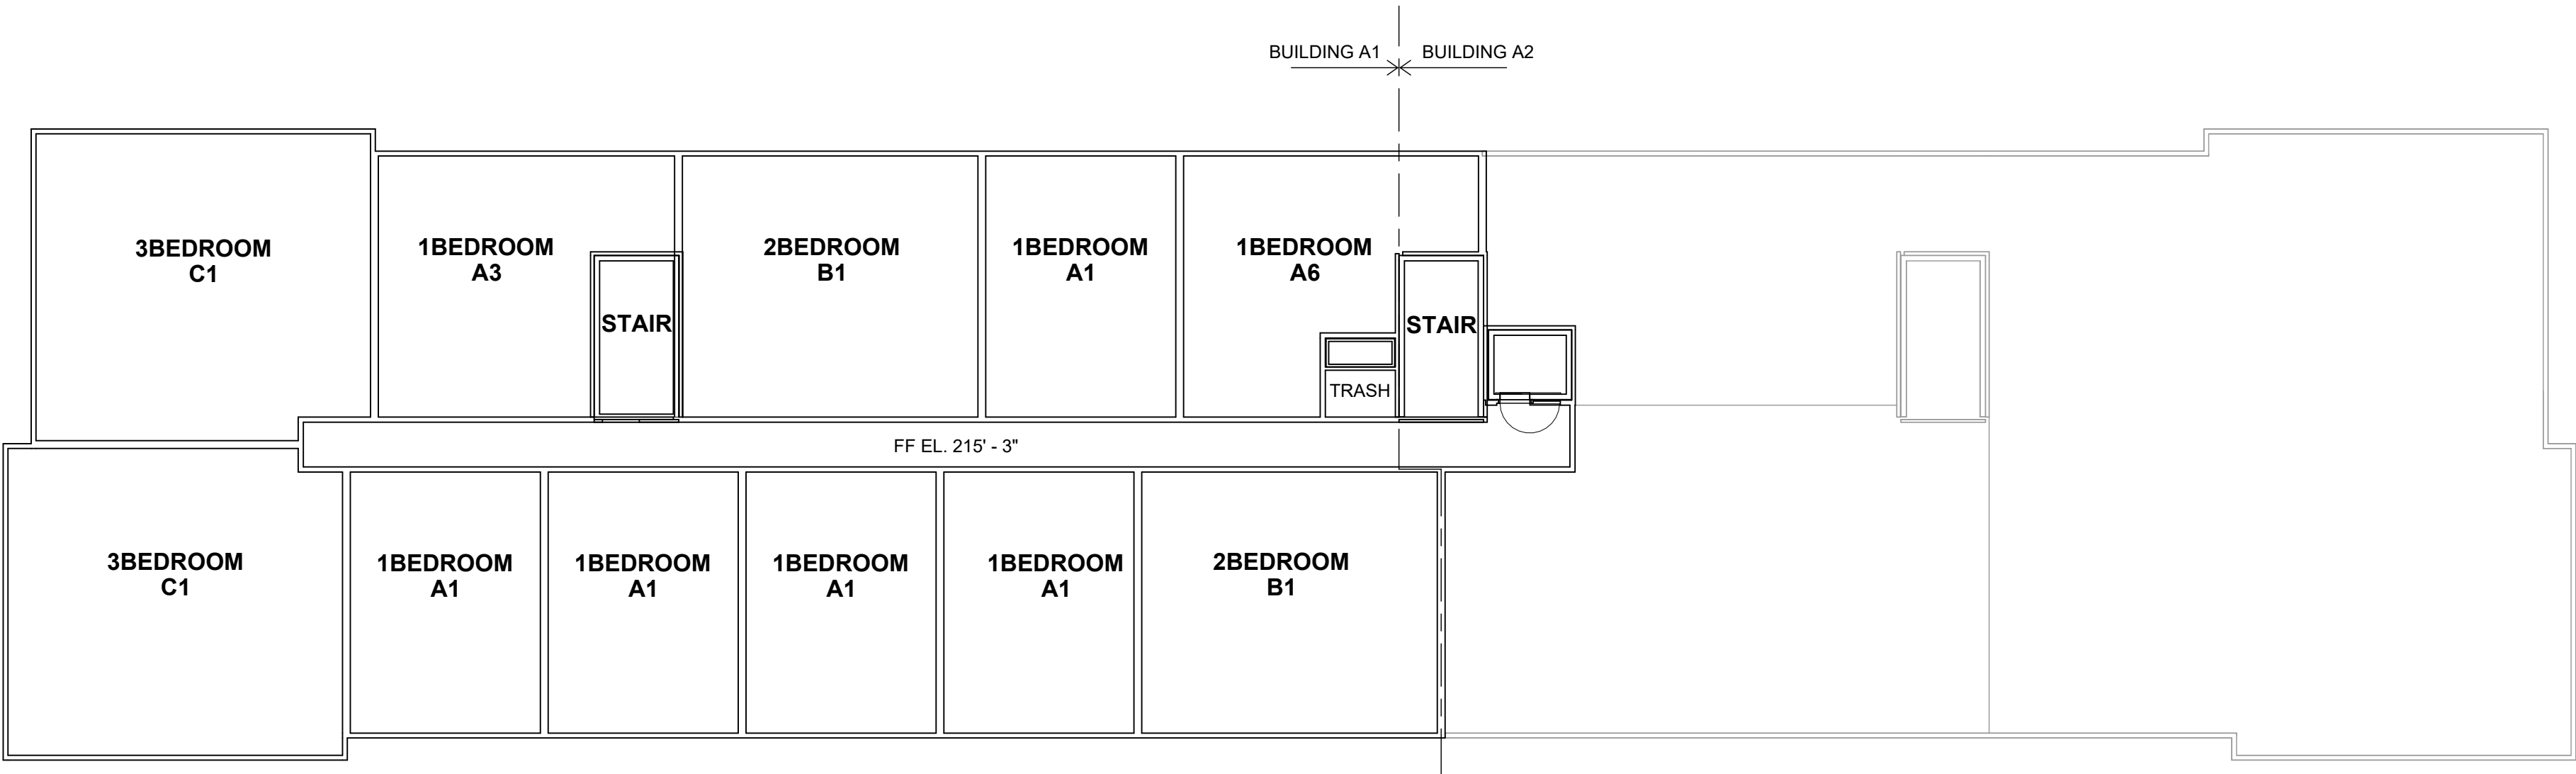 BUILDING A1
BUILDING A2
3BEDROOM
C1
1BEDROOM
A3
2BEDROOM
B1
1BEDROOM
A1
1BEDROOM
A6
STAIR
STAIR
TRASH
FF EL. 215' - 3"
3BEDROOM
C1
1BEDROOM
A1
1BEDROOM
A1
1BEDROOM
A1
1BEDROOM
A1
2BEDROOM
B1